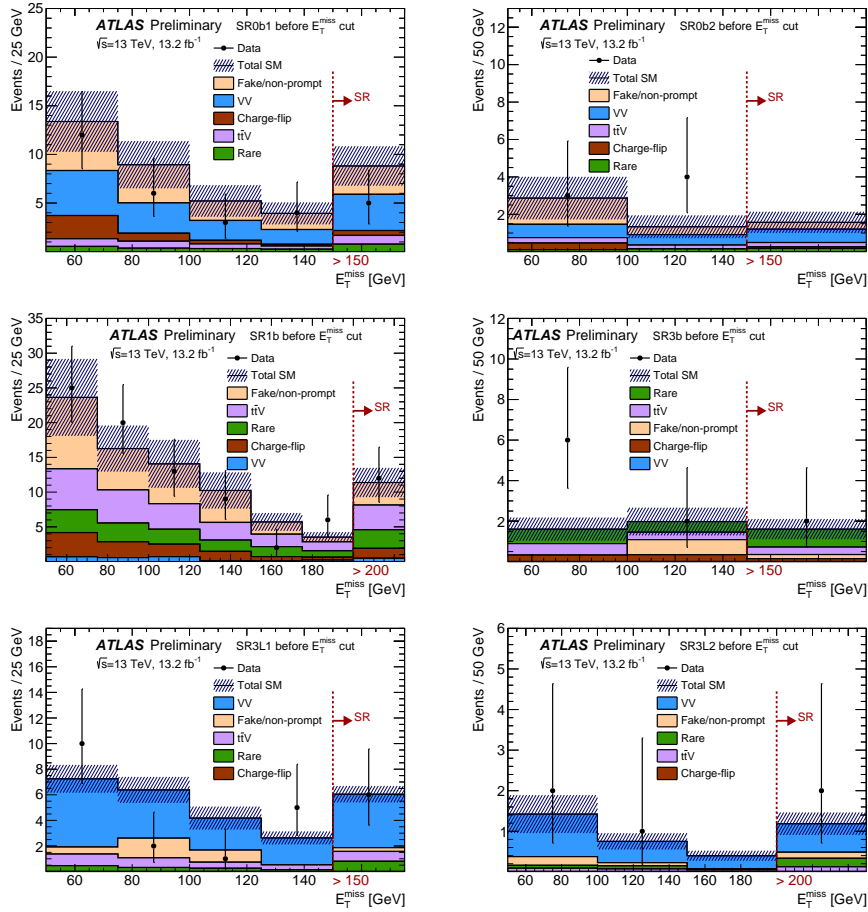 ATLAS Preliminary SR0b1 before E_T^miss cut
√s=13 TeV, 13.2 fb⁻¹
Data
Total SM
Fake/non-prompt
VV
Charge-flip
tt̄V
Rare
SR
Events / 25 GeV
25
20
15
10
5
60 80 100 120 140 > 150
E_T^miss [GeV]
ATLAS Preliminary SR0b2 before E_T^miss cut
√s=13 TeV, 13.2 fb⁻¹
Data
Total SM
Fake/non-prompt
VV
tt̄V
Charge-flip
Rare
SR
Events / 50 GeV
12
10
8
6
4
2
60 80 100 120 140 > 150
E_T^miss [GeV]
ATLAS Preliminary SR1b before E_T^miss cut
√s=13 TeV, 13.2 fb⁻¹
Data
Total SM
Fake/non-prompt
tt̄V
Rare
Charge-flip
VV
SR
Events / 25 GeV
35
30
25
20
15
10
5
60 80 100 120 140 160 180 > 200
E_T^miss [GeV]
ATLAS Preliminary SR3b before E_T^miss cut
√s=13 TeV, 13.2 fb⁻¹
Data
Total SM
Rare
tt̄V
Fake/non-prompt
Charge-flip
VV
SR
Events / 50 GeV
12
10
8
6
4
2
60 80 100 120 140 > 150
E_T^miss [GeV]
ATLAS Preliminary SR3L1 before E_T^miss cut
√s=13 TeV, 13.2 fb⁻¹
Data
Total SM
VV
Fake/non-prompt
tt̄V
Rare
Charge-flip
SR
Events / 25 GeV
18
16
14
12
10
8
6
4
2
60 80 100 120 140 > 150
E_T^miss [GeV]
ATLAS Preliminary SR3L2 before E_T^miss cut
√s=13 TeV, 13.2 fb⁻¹
Data
Total SM
VV
Fake/non-prompt
Rare
tt̄V
Charge-flip
SR
Events / 50 GeV
6
5
4
3
2
1
60 80 100 120 140 160 180 > 200
E_T^miss [GeV]